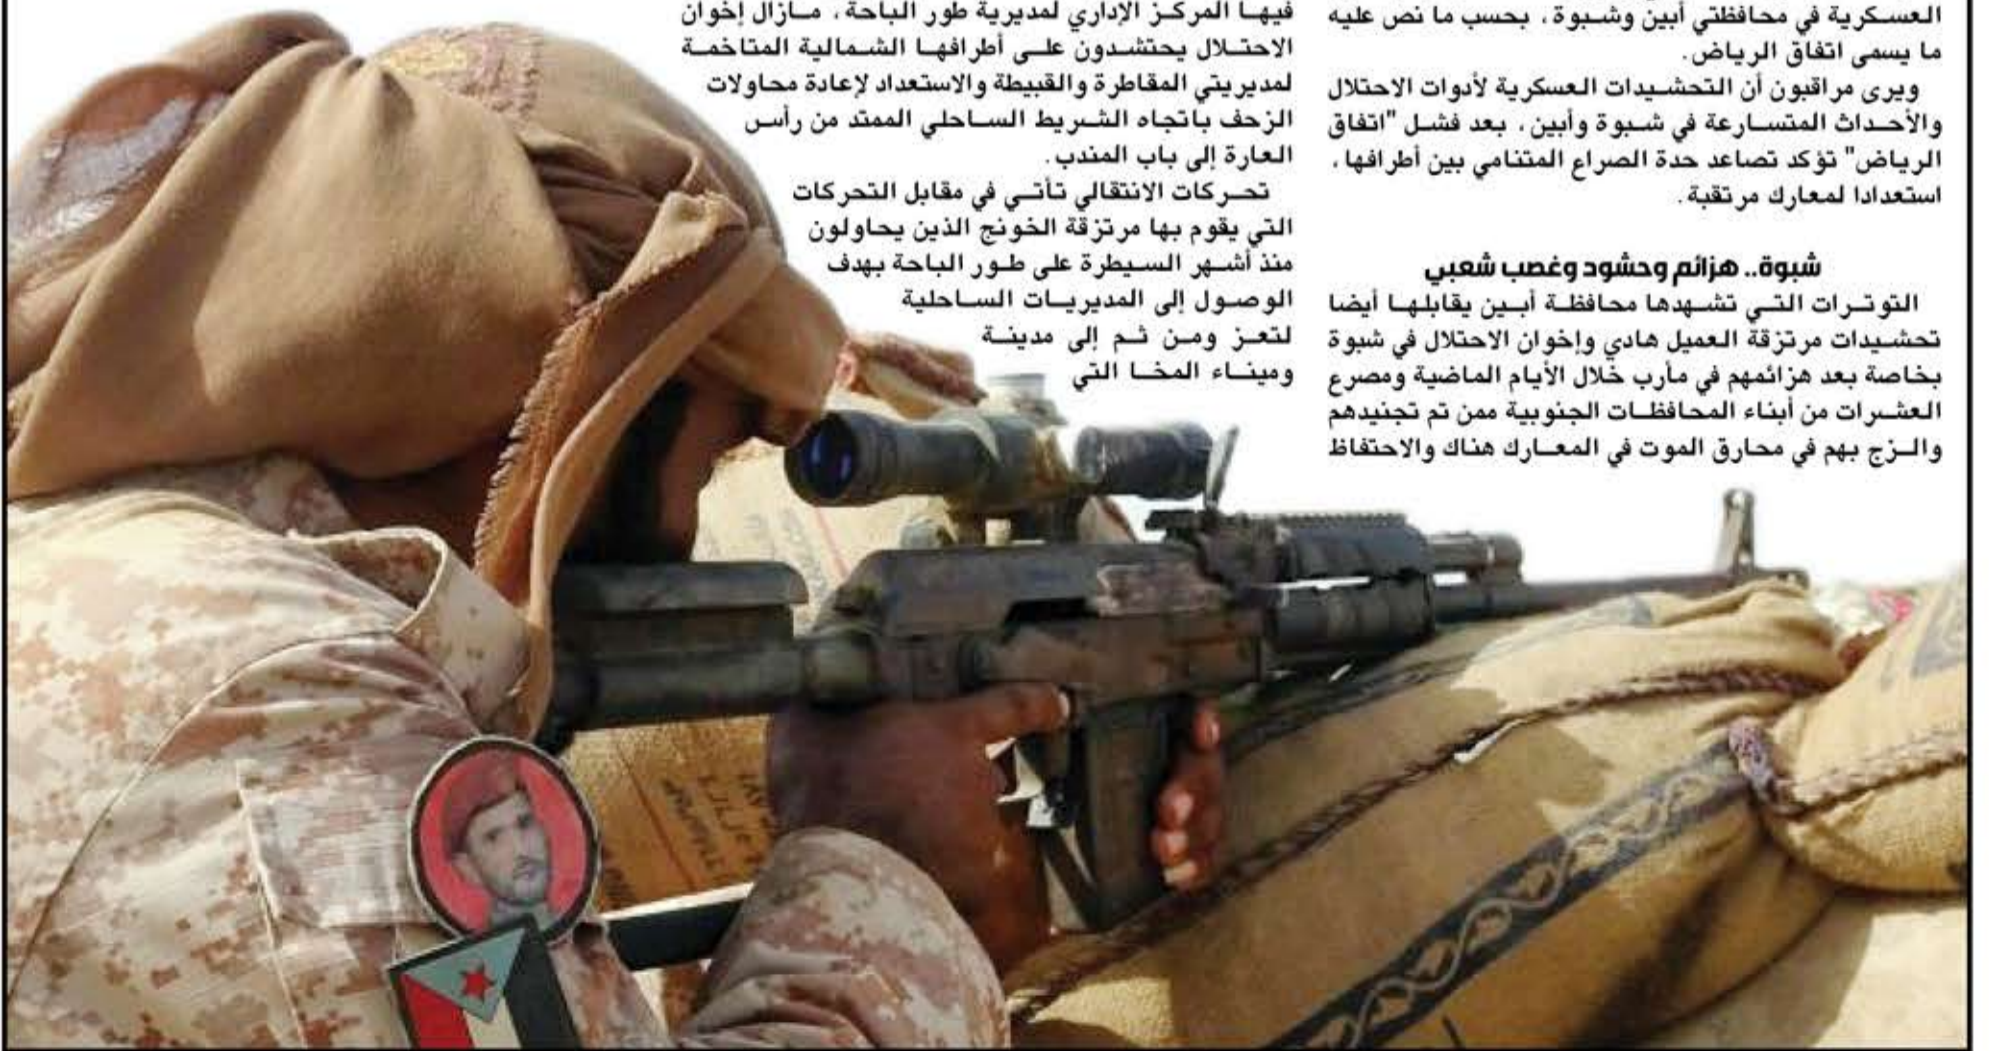 العسكرية في محافظتي أبين وشبوة، بحسب ما نص عليه
ما يسمى اتفاق الرياض.
ويرى مراقبون أن التحشيدات العسكرية لأدوات الاحتلال
والأحداث المتسارعة في شبوة وأبين، بعد فشل "اتفاق
الرياض" تؤكد تصاعد حدة الصراع المتنامي بين أطرافها،
استعدادا لمعارك مرتقبة.
شبوة.. هزائم وحشود وغصب شعبي
التوترات التي تشهدها محافظة أبين يقابلها أيضا
تحشيدات مرتزقة العميل هادي وإخوان الاحتلال في شبوة
بخاصة بعد هزائمهم في مأرب خلال الأيام الماضية ومصرع
العشرات من أبناء المحافظات الجنوبية ممن تم تجنيدهم
والزج بهم في محارق الموت في المعارك هناك والاحتفاظ
فيها المركز الإداري لمديرية طور الباحة، مازال إخوان
الاحتلال يحتشدون على أطرافها الشمالية المتاخمة
لمديريتي المقاطرة والقبيطة والاستعداد لإعادة محاولات
الزحف باتجاه الشريط الساحلي الممتد من رأس
العارة إلى باب المندب.
تحركات الانتقالي تأتي في مقابل التحركات
التي يقوم بها مرتزقة الخونج الذين يحاولون
منذ أشهر السيطرة على طور الباحة بهدف
الوصول إلى المديريات الساحلية
لتعز ومن ثم إلى مدينة
وميناء المخا التي